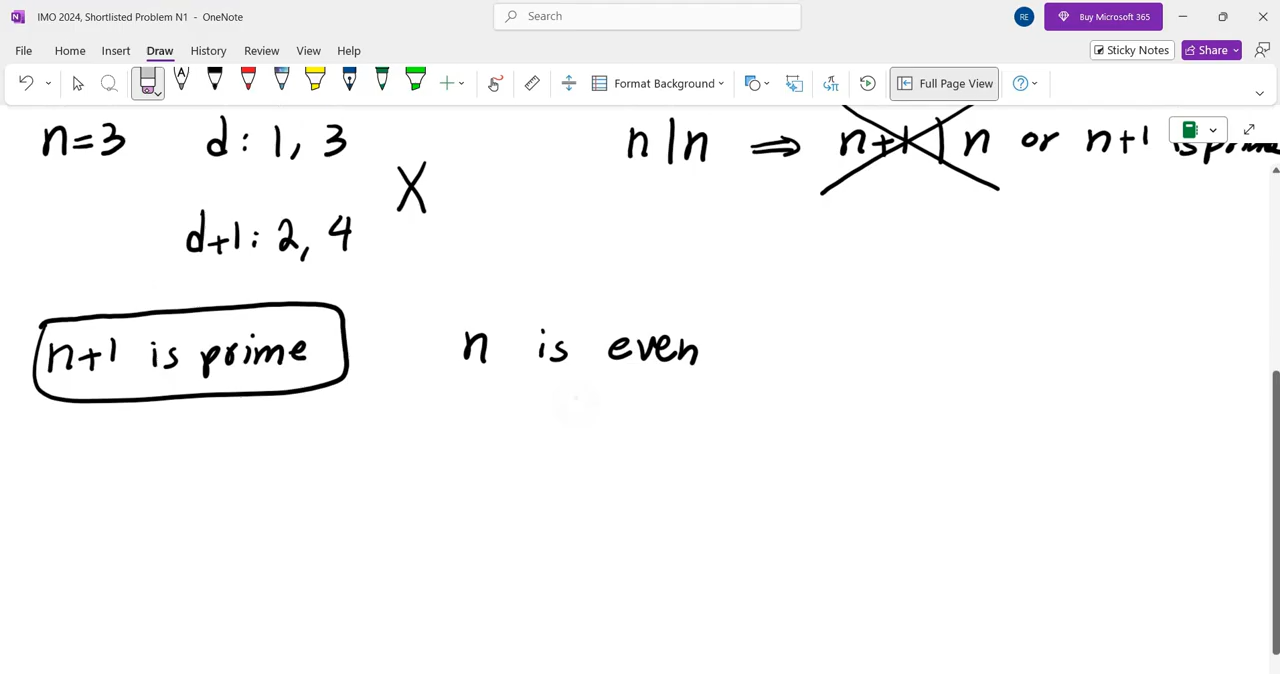 IMO 2024, Shortlisted Problem N1 - OneNote
Search
RE
Buy Microsoft 365
File Home Insert Draw History Review View Help
Sticky Notes
Share
Format Background
Full Page View
n=3 d: 1, 3
n|n ⇒ n+1|n or n+1 is prime
X
d+1: 2, 4
n+1 is prime
n is even